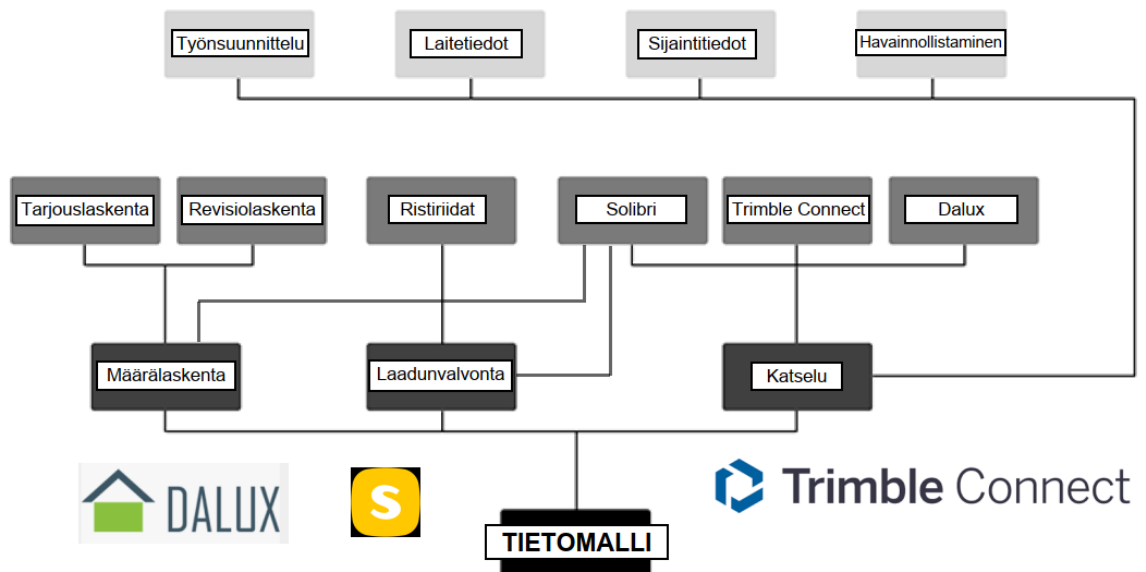 Työnsuunnittelu
Laitetiedot
Sijaintitiedot
Havainnollistaminen
Tarjouslaskenta
Revisiolaskenta
Ristiriidat
Solibri
Trimble Connect
Dalux
Määrälaskenta
Laadunvalvonta
Katselu
DALUX
S
Trimble Connect
TIETOMALLI